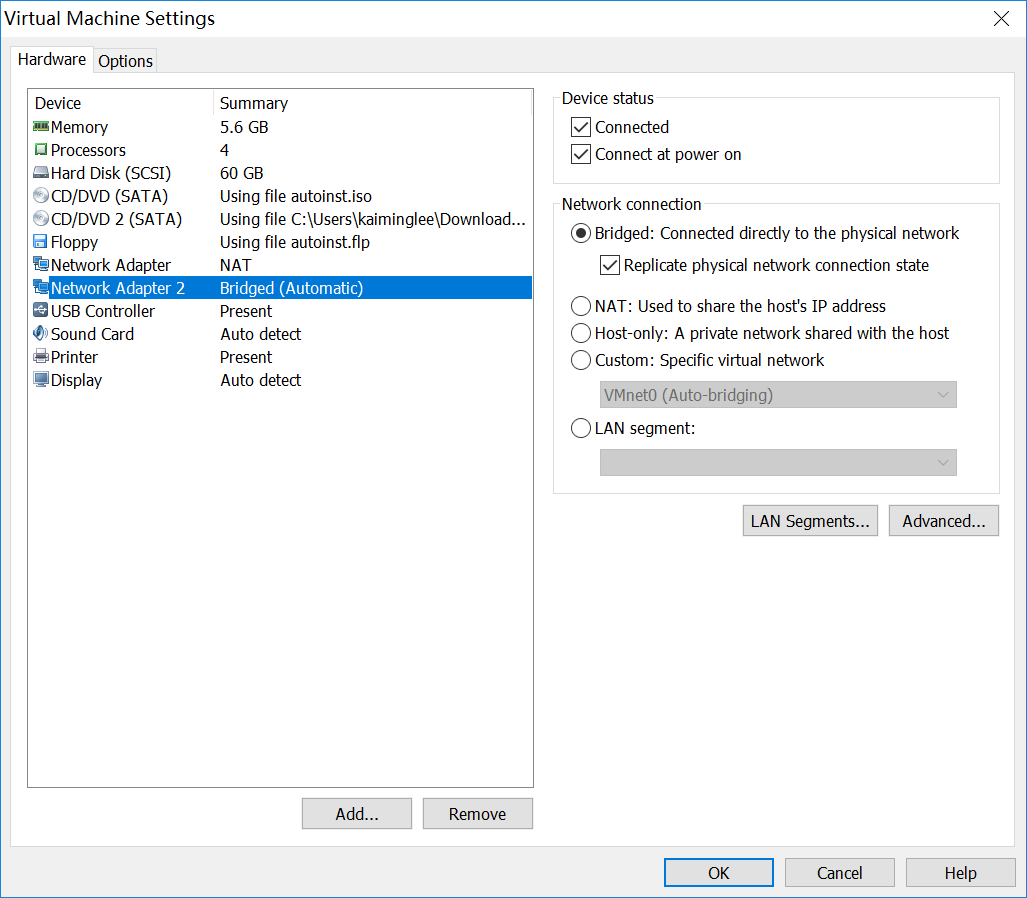 Virtual Machine Settings
Hardware Options
Device Summary
Memory 5.6 GB
Processors 4
Hard Disk (SCSI) 60 GB
CD/DVD (SATA) Using file autoinst.iso
CD/DVD 2 (SATA) Using file C:\Users\kaiminglee\Download...
Floppy Using file autoinst.flp
Network Adapter NAT
Network Adapter 2 Bridged (Automatic)
USB Controller Present
Sound Card Auto detect
Printer Present
Display Auto detect
Add... Remove
Device status
Connected
Connect at power on
Network connection
Bridged: Connected directly to the physical network
Replicate physical network connection state
NAT: Used to share the host's IP address
Host-only: A private network shared with the host
Custom: Specific virtual network
VMnet0 (Auto-bridging)
LAN segment:
LAN Segments... Advanced...
OK Cancel Help